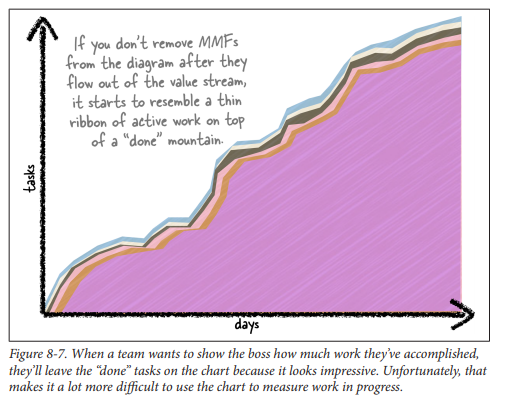 If you don't remove MMFs
from the diagram after they
flow out of the value stream,
it starts to resemble a thin
ribbon of active work on top
of a "done" mountain.
tasks
days
Figure 8-7. When a team wants to show the boss how much work they've accomplished,
they'll leave the "done" tasks on the chart because it looks impressive. Unfortunately, that
makes it a lot more difficult to use the chart to measure work in progress.